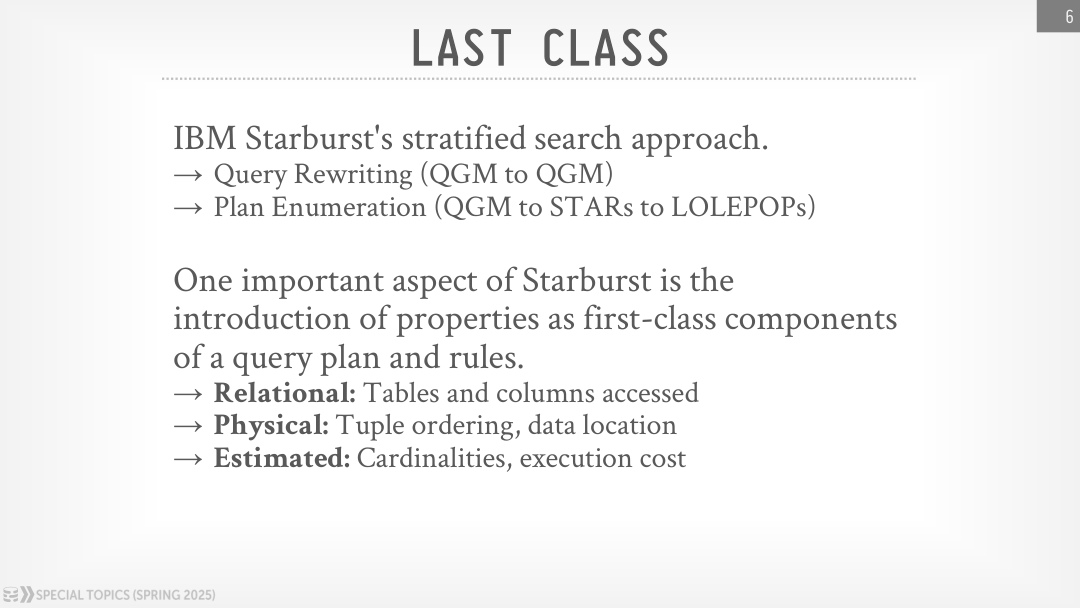 6
LAST CLASS
IBM Starburst's stratified search approach.
→ Query Rewriting (QGM to QGM)
→ Plan Enumeration (QGM to STARs to LOLEPOPs)
One important aspect of Starburst is the
introduction of properties as first-class components
of a query plan and rules.
→ Relational: Tables and columns accessed
→ Physical: Tuple ordering, data location
→ Estimated: Cardinalities, execution cost
SPECIAL TOPICS (SPRING 2025)